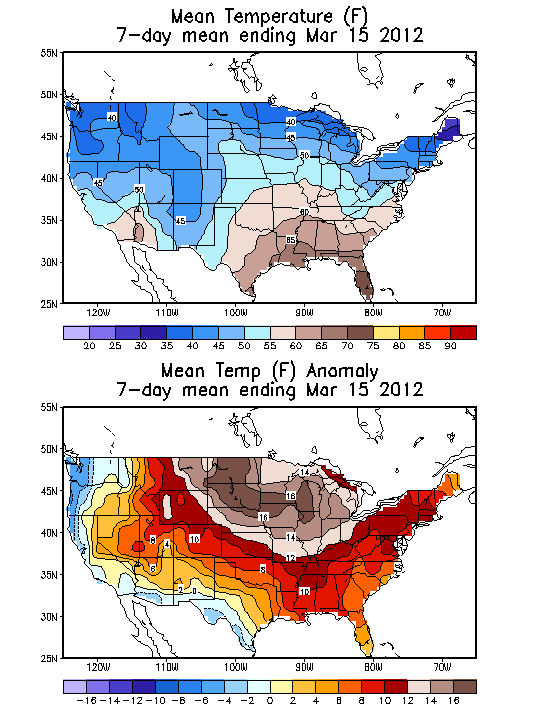 Mean Temperature (F)
7-day mean ending Mar 15 2012
55N
50N
45N
40N
35N
30N
25N
40
40
45
50
45
50
60
45
65
120W 110W 100W 90W 80W 70W
20 25 30 35 40 45 50 55 60 65 70 75 80 85 90
Mean Temp (F) Anomaly
7-day mean ending Mar 15 2012
55N
50N
45N
40N
35N
30N
25N
14
16
16
14
8 4 10
12
6 8
2 0 10
120W 110W 100W 90W 80W 70W
-16 -14 -12 -10 -8 -6 -4 -2 0 2 4 6 8 10 12 14 16